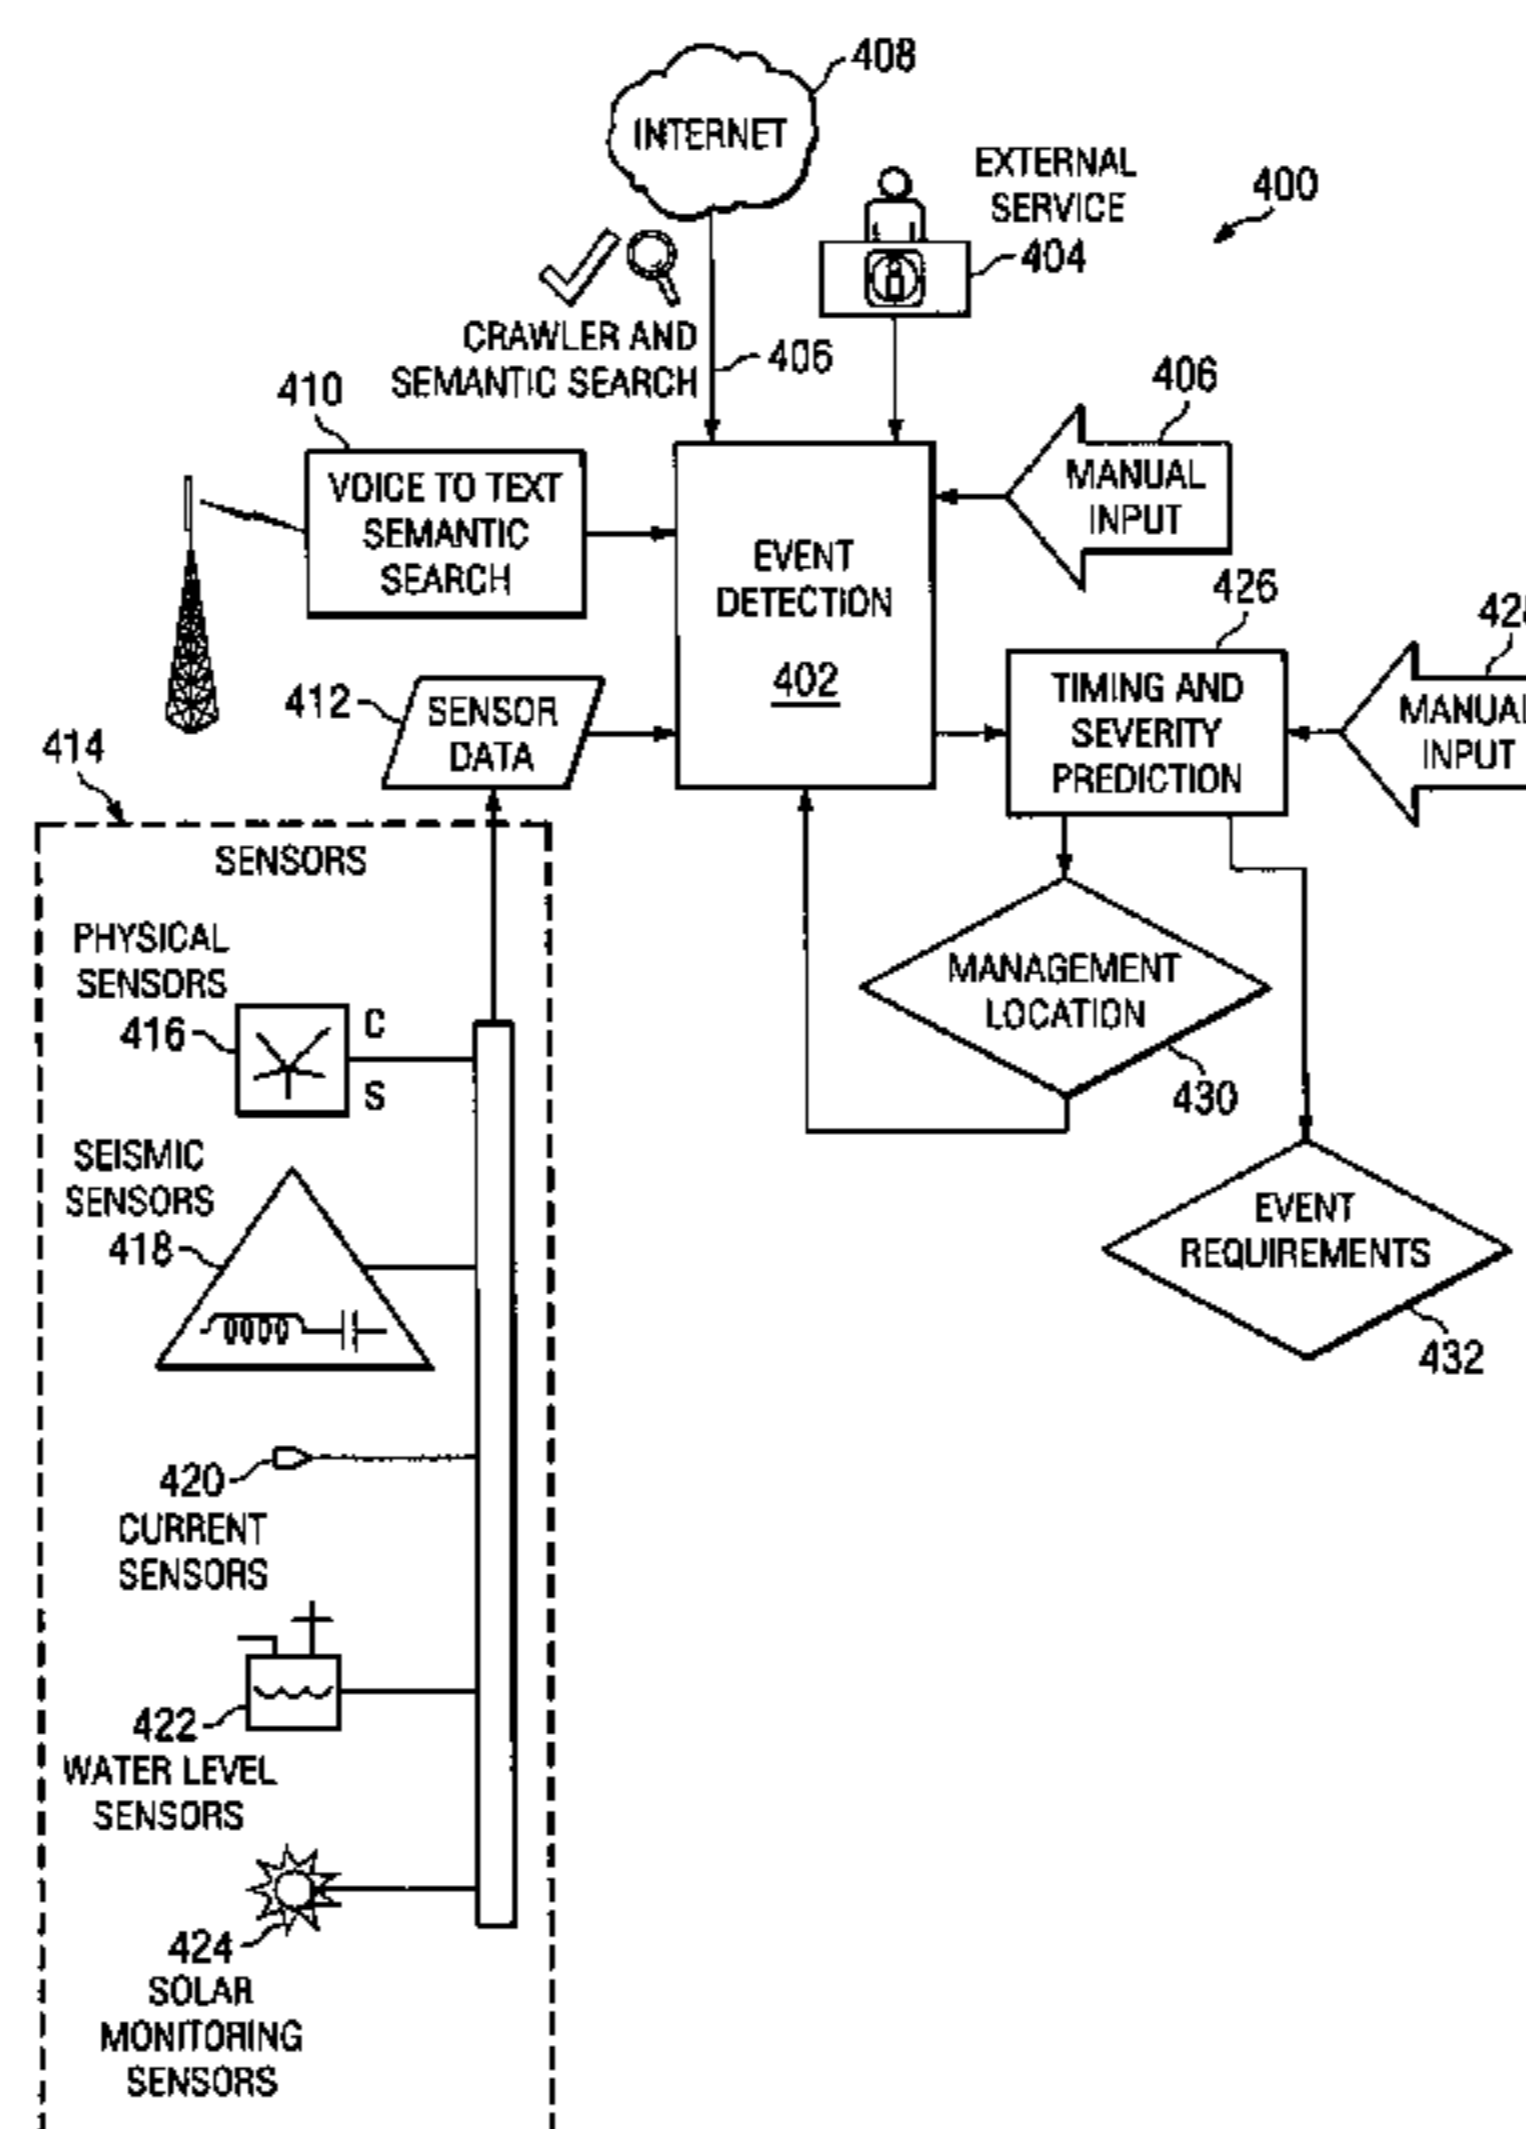 408
INTERNET
EXTERNAL
SERVICE
404
400
CRAWLER AND
SEMANTIC SEARCH
406
410
VOICE TO TEXT
SEMANTIC
SEARCH
EVENT
DETECTION
402
406
MANUAL
INPUT
426
TIMING AND
SEVERITY
PREDICTION
MANUAL
INPUT
412
SENSOR
DATA
414
SENSORS
PHYSICAL
SENSORS
416
C
S
MANAGEMENT
LOCATION
430
SEISMIC
SENSORS
418
EVENT
REQUIREMENTS
432
420
CURRENT
SENSORS
422
WATER LEVEL
SENSORS
424
SOLAR
MONITORING
SENSORS